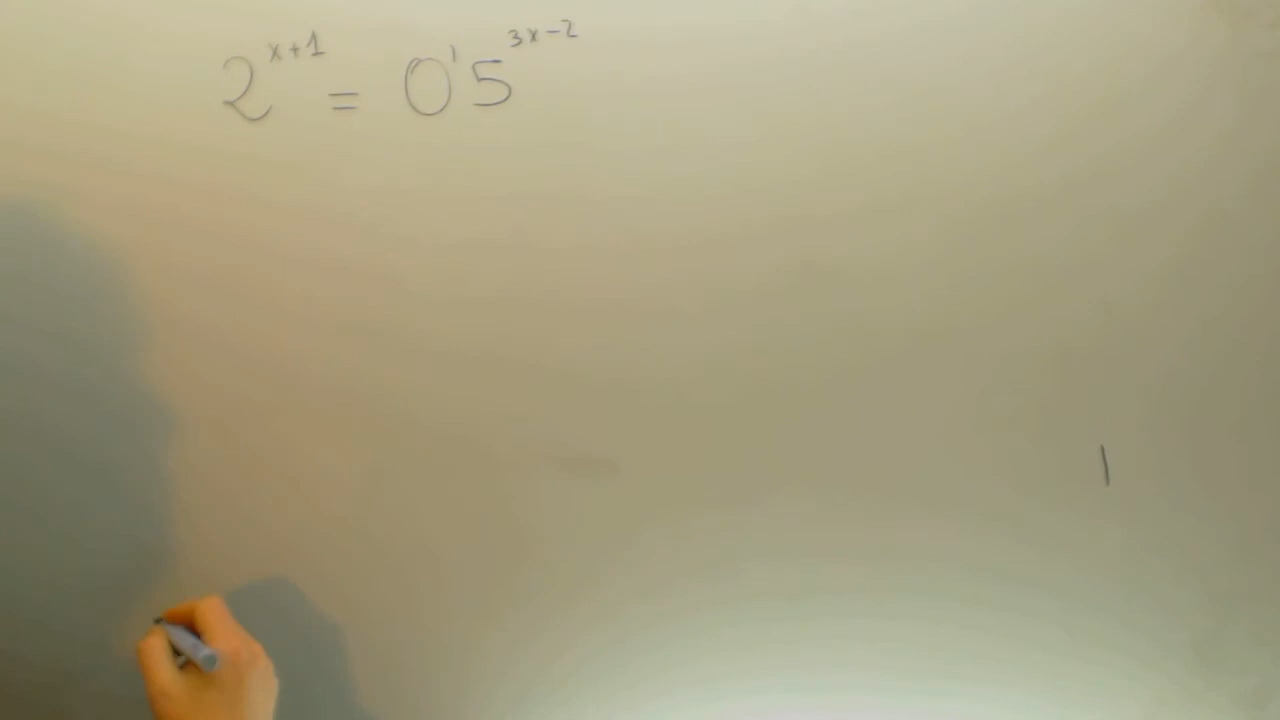 2^{x+1} = 0'5^{3x-2}